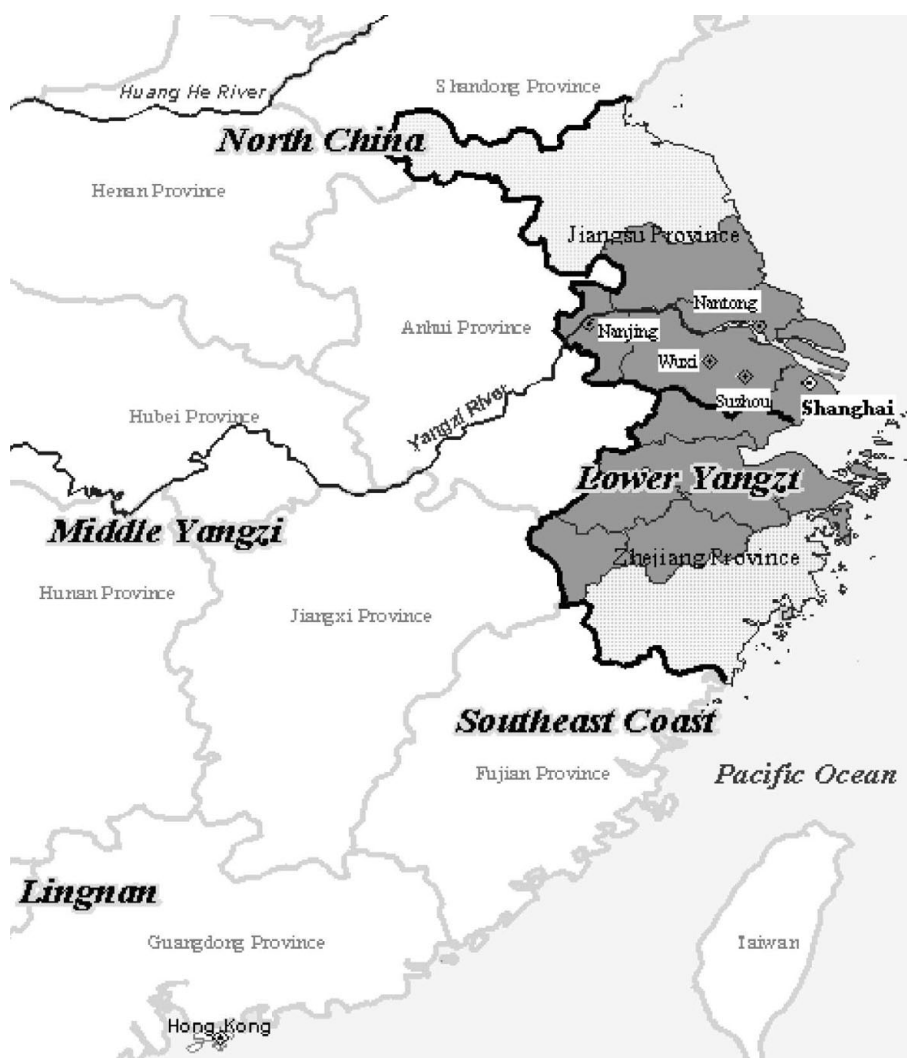 Shandong Province
Huang He River
North China
Henan Province
Jiangsu Province
Nantong
Anhui Province
Nanjing
Wuxi
Suzhou
Shanghai
Yangzi River
Hubei Province
Lower Yangzt
Middle Yangzi
Zhejiang Province
Hunan Province
Jiangxi Province
Southeast Coast
Fujian Province
Pacific Ocean
Lingnan
Guangdong Province
Taiwan
Hong Kong